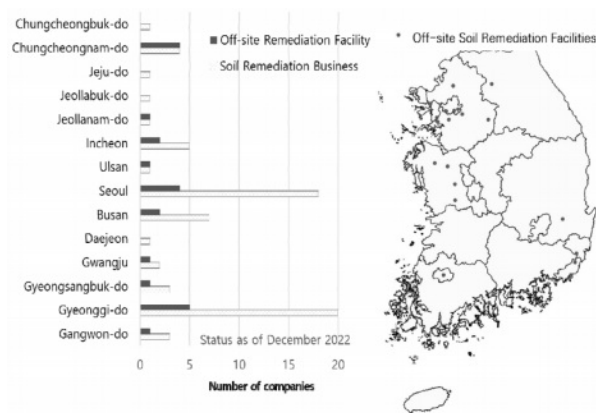 Chungcheongbuk-do
Chungcheongnam-do
Jeju-do
Jeollabuk-do
Jeollanam-do
Incheon
Ulsan
Seoul
Busan
Daejeon
Gwangju
Gyeongsangbuk-do
Gyeonggi-do
Gangwon-do
Off-site Remediation Facility
Soil Remediation Business
Status as of December 2022
0 5 10 15 20
Number of companies
Off-site Soil Remediation Facilities